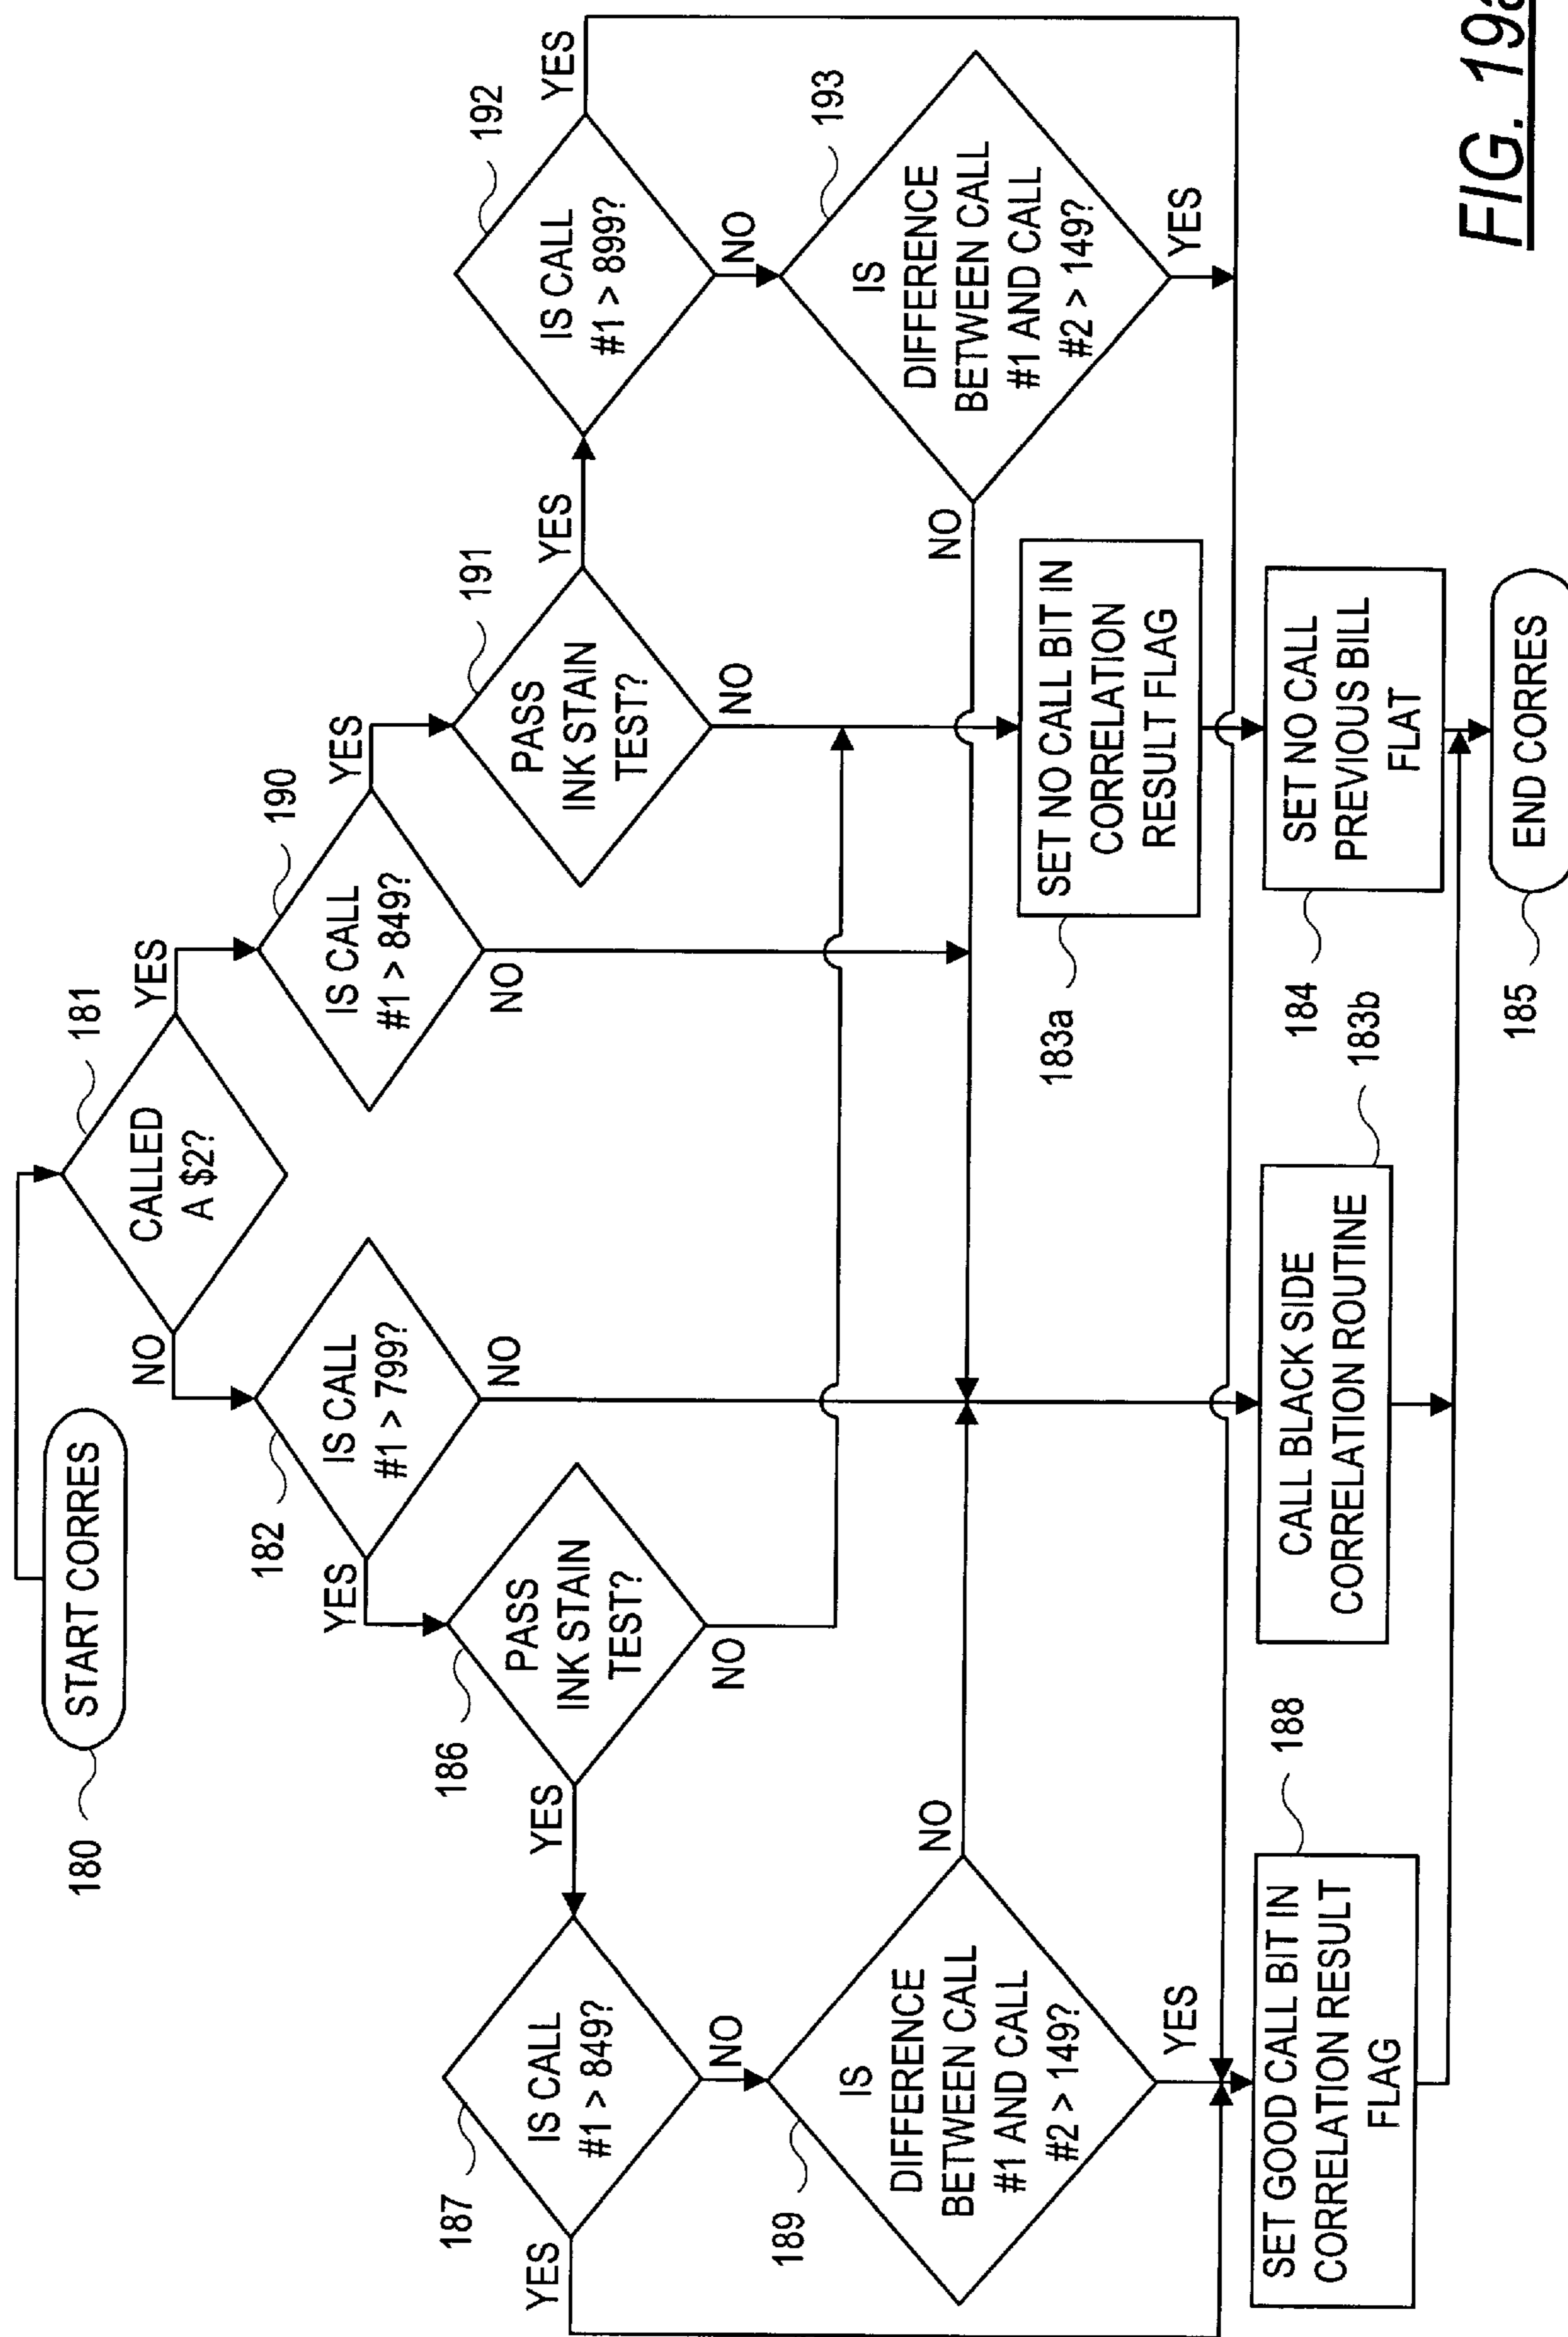 START CORRES
180
CALLED
A $2?
181
NO
YES
IS CALL
#1 > 799?
182
YES
NO
IS CALL
#1 > 849?
190
YES
NO
PASS
INK STAIN
TEST?
186
YES
NO
PASS
INK STAIN
TEST?
191
YES
NO
IS CALL
#1 > 849?
187
YES
NO
IS CALL
#1 > 899?
192
YES
NO
IS
DIFFERENCE
BETWEEN CALL
#1 AND CALL
#2 > 149?
189
NO
YES
IS
DIFFERENCE
BETWEEN CALL
#1 AND CALL
#2 > 149?
193
NO
YES
SET NO CALL BIT IN
CORRELATION
RESULT FLAG
183a
SET GOOD CALL BIT IN
CORRELATION RESULT
FLAG
188
CALL BLACK SIDE
CORRELATION ROUTINE
183b
SET NO CALL
PREVIOUS BILL
FLAT
184
END CORRES
185
FIG. 19a